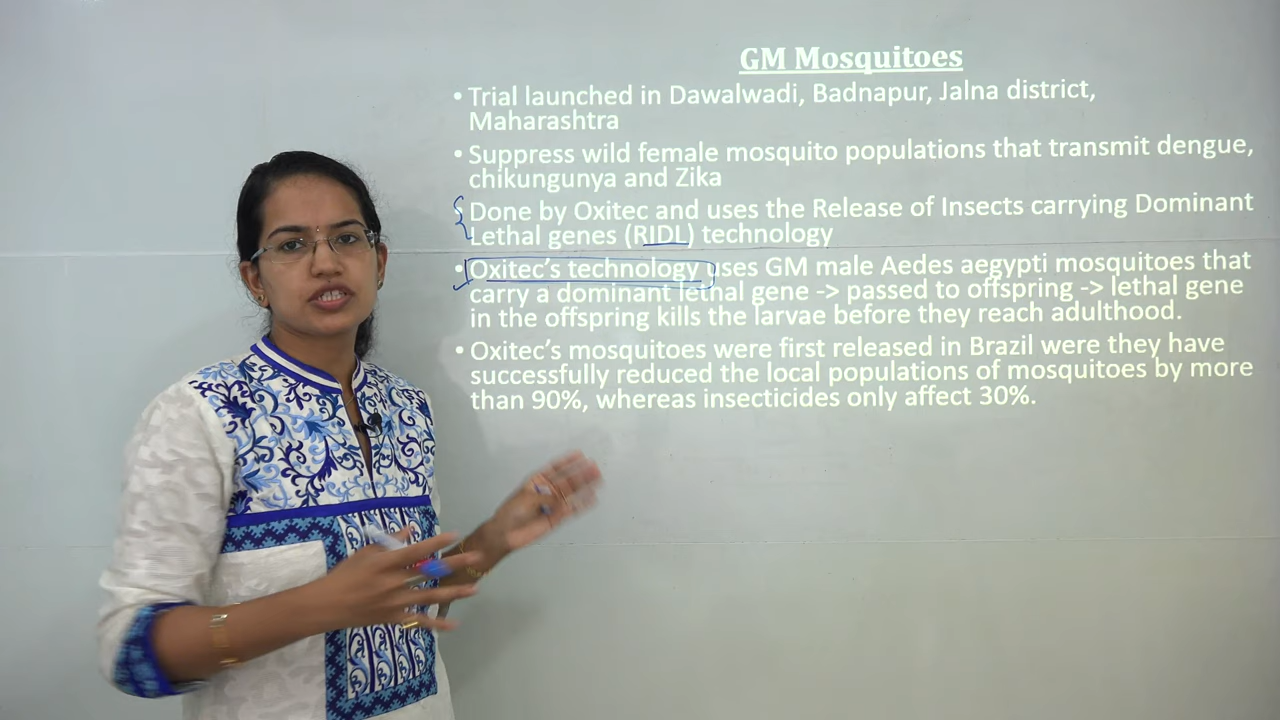 GM Mosquitoes
• Trial launched in Dawalwadi, Badnapur, Jalna district,
Maharashtra
• Suppress wild female mosquito populations that transmit dengue,
chikungunya and Zika
• Done by Oxitec and uses the Release of Insects carrying Dominant
Lethal genes (RIDL) technology
• Oxitec's technology uses GM male Aedes aegypti mosquitoes that
carry a dominant lethal gene -> passed to offspring -> lethal gene
in the offspring kills the larvae before they reach adulthood.
• Oxitec's mosquitoes were first released in Brazil were they have
successfully reduced the local populations of mosquitoes by more
than 90%, whereas insecticides only affect 30%.